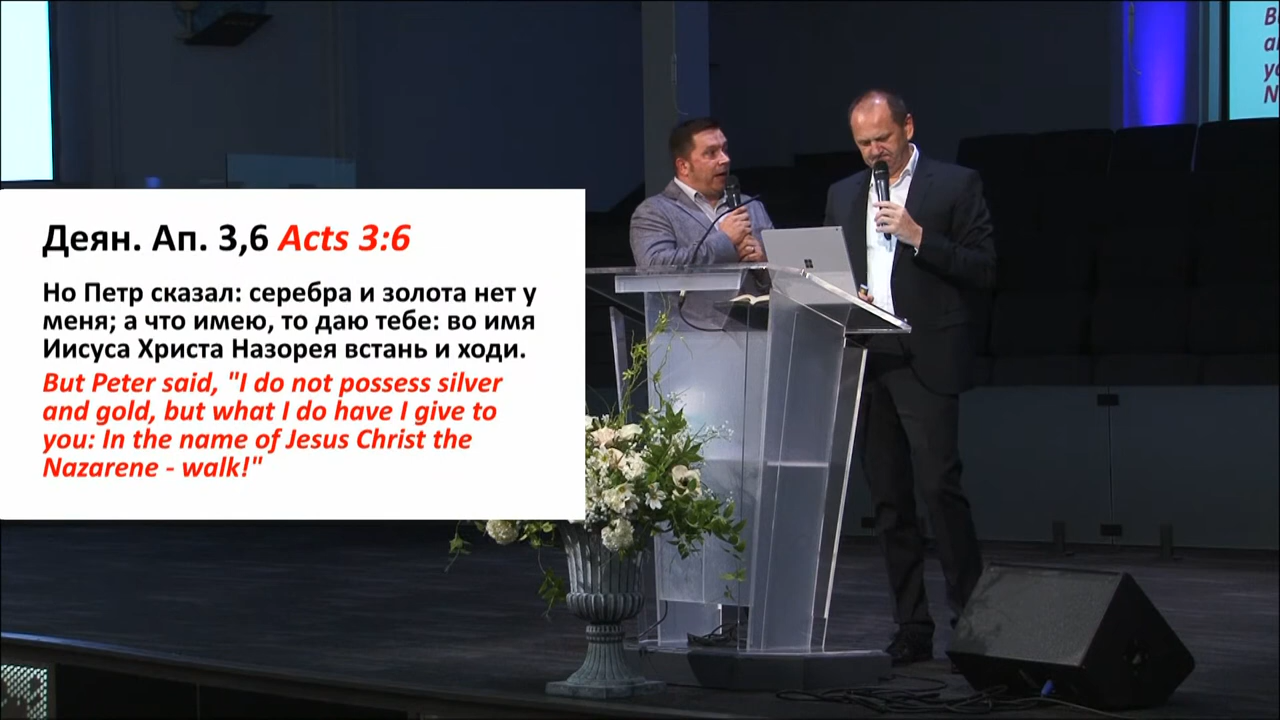 Деян. Ап. 3,6 Acts 3:6
Но Петр сказал: серебра и золота нет у
меня; а что имею, то даю тебе: во имя
Иисуса Христа Назорея встань и ходи.
But Peter said, "I do not possess silver
and gold, but what I do have I give to
you: In the name of Jesus Christ the
Nazarene - walk!"